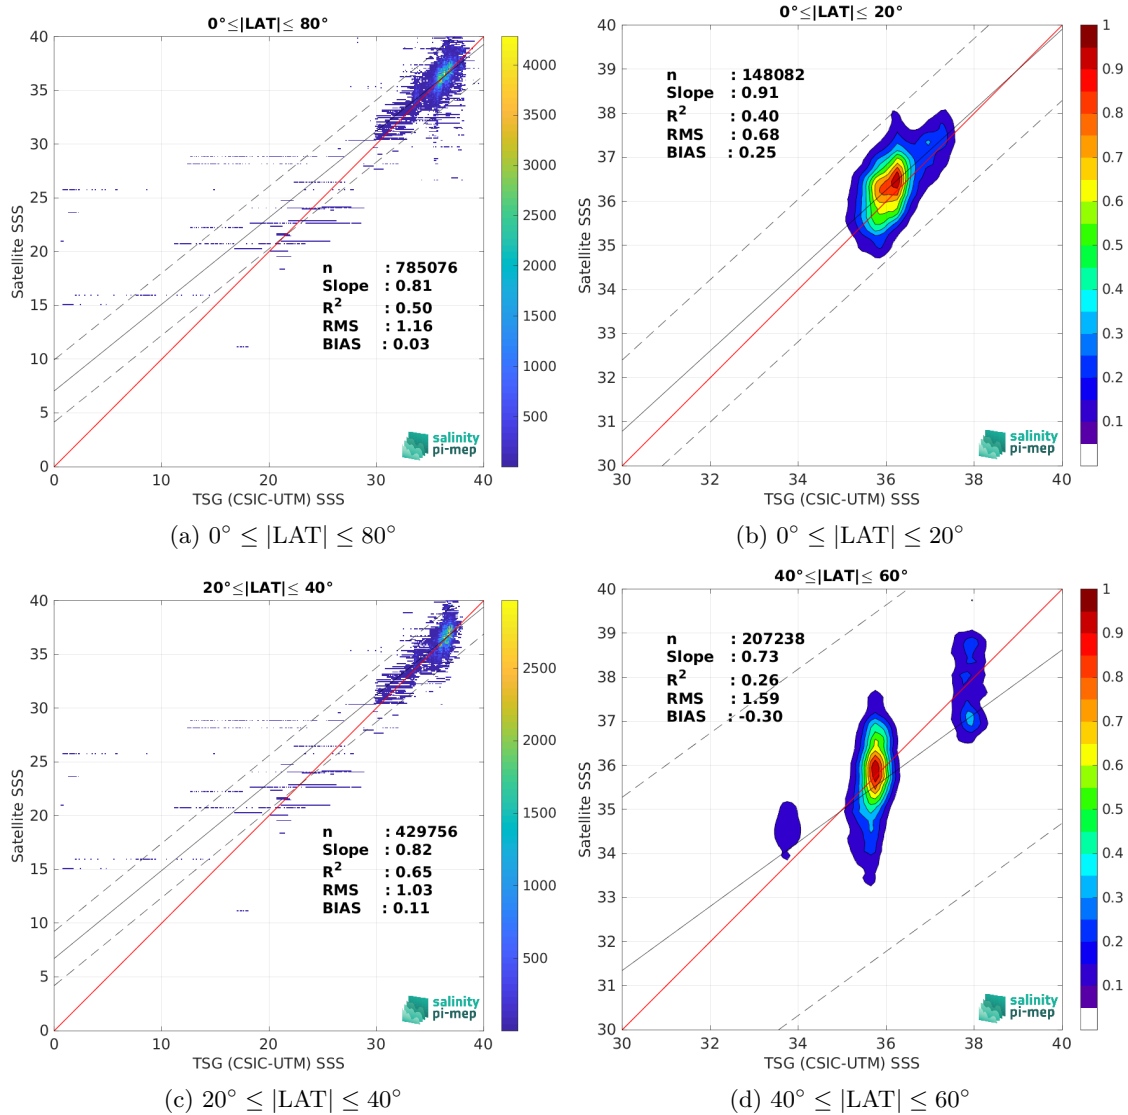 0°≤|LAT|≤ 80°
40
35
30
25
20
15
10
5
0
Satellite SSS
n : 785076
Slope : 0.81
R² : 0.50
RMS : 1.16
BIAS : 0.03
salinity
pi-mep
0 10 20 30 40
TSG (CSIC-UTM) SSS
4000
3500
3000
2500
2000
1500
1000
500
(a) 0° ≤ |LAT| ≤ 80°
0°≤|LAT|≤ 20°
40
39
38
37
36
35
34
33
32
31
30
Satellite SSS
n : 148082
Slope : 0.91
R² : 0.40
RMS : 0.68
BIAS : 0.25
salinity
pi-mep
30 32 34 36 38 40
TSG (CSIC-UTM) SSS
1
0.9
0.8
0.7
0.6
0.5
0.4
0.3
0.2
0.1
(b) 0° ≤ |LAT| ≤ 20°
20°≤|LAT|≤ 40°
40
35
30
25
20
15
10
5
0
Satellite SSS
n : 429756
Slope : 0.82
R² : 0.65
RMS : 1.03
BIAS : 0.11
salinity
pi-mep
0 10 20 30 40
TSG (CSIC-UTM) SSS
2500
2000
1500
1000
500
(c) 20° ≤ |LAT| ≤ 40°
40°≤|LAT|≤ 60°
40
39
38
37
36
35
34
33
32
31
30
Satellite SSS
n : 207238
Slope : 0.73
R² : 0.26
RMS : 1.59
BIAS : -0.30
salinity
pi-mep
30 32 34 36 38 40
TSG (CSIC-UTM) SSS
1
0.9
0.8
0.7
0.6
0.5
0.4
0.3
0.2
0.1
(d) 40° ≤ |LAT| ≤ 60°